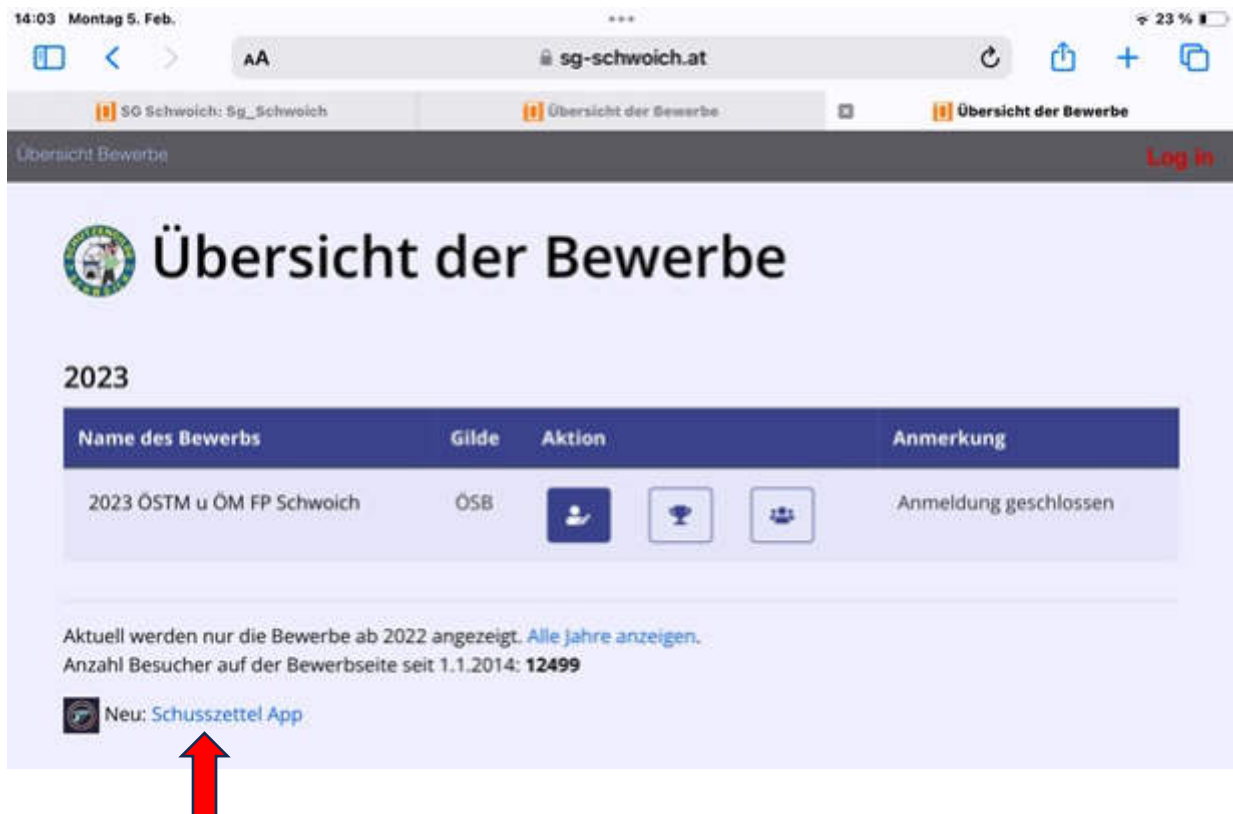 14:03 Montag 5. Feb.
23 %
AA
sg-schwoich.at
SG Schwoich: Sg_Schwoich
Übersicht der Bewerbe
Übersicht der Bewerbe
Übersicht Bewerbe
Log in
Übersicht der Bewerbe
2023
Name des Bewerbs Gilde Aktion Anmerkung
2023 ÖSTM u ÖM FP Schwoich ÖSB Anmeldung geschlossen
Aktuell werden nur die Bewerbe ab 2022 angezeigt. Alle Jahre anzeigen.
Anzahl Besucher auf der Bewerbseite seit 1.1.2014: 12499
Neu: Schusszettel App